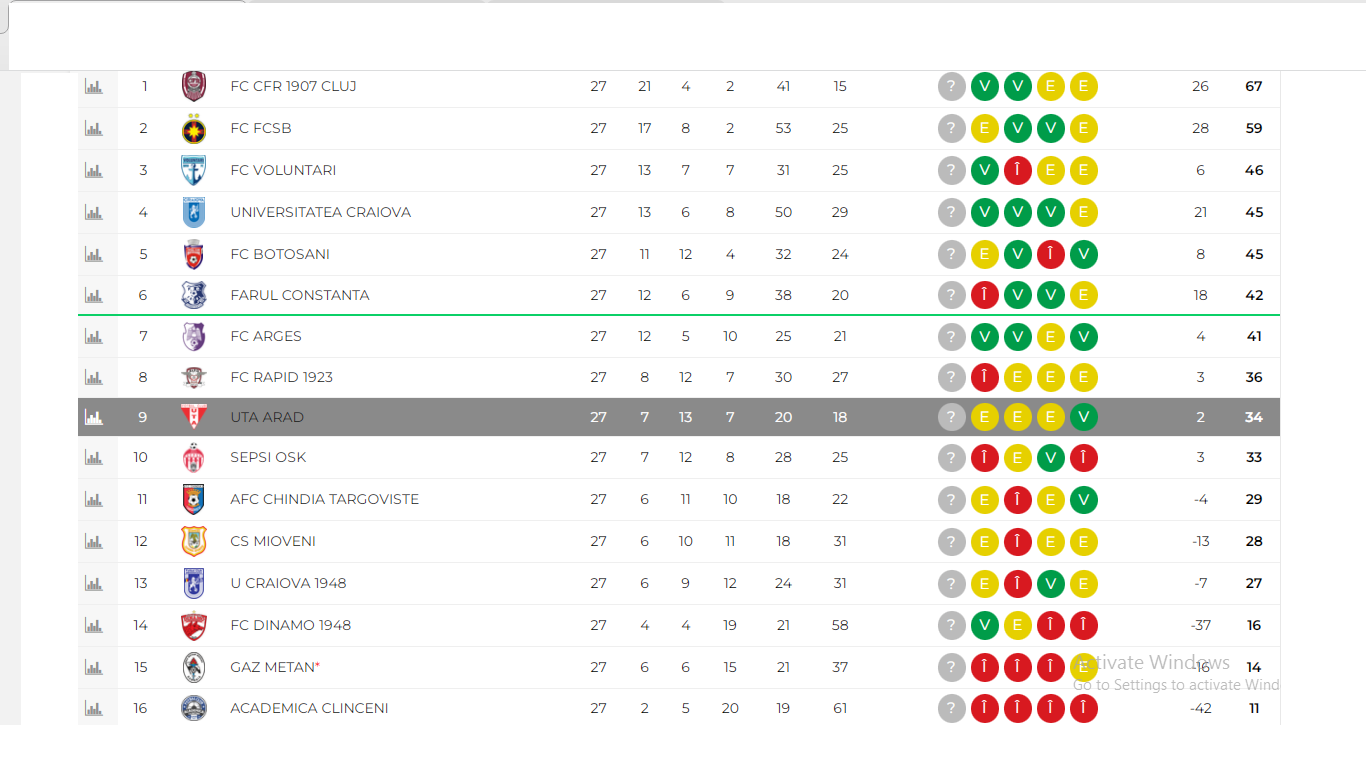 1 FC CFR 1907 CLUJ 27 21 4 2 41 15 ? V V E E 26 67
2 FC FCSB 27 17 8 2 53 25 ? E V V E 28 59
3 FC VOLUNTARI 27 13 7 7 31 25 ? V Î E E 6 46
4 UNIVERSITATEA CRAIOVA 27 13 6 8 50 29 ? V V V E 21 45
5 FC BOTOSANI 27 11 12 4 32 24 ? E V Î V 8 45
6 FARUL CONSTANTA 27 12 6 9 38 20 ? Î V V E 18 42
7 FC ARGES 27 12 5 10 25 21 ? V V E V 4 41
8 FC RAPID 1923 27 8 12 7 30 27 ? Î E E E 3 36
9 UTA ARAD 27 7 13 7 20 18 ? E E E V 2 34
10 SEPSI OSK 27 7 12 8 28 25 ? Î E V Î 3 33
11 AFC CHINDIA TARGOVISTE 27 6 11 10 18 22 ? E Î E V -4 29
12 CS MIOVENI 27 6 10 11 18 31 ? E Î E E -13 28
13 U CRAIOVA 1948 27 6 9 12 24 31 ? E Î V E -7 27
14 FC DINAMO 1948 27 4 4 19 21 58 ? V E Î Î -37 16
15 GAZ METAN* 27 6 6 15 21 37 ? Î Î Î E -16 14
Activate Windows
Go to Settings to activate Wind
16 ACADEMICA CLINCENI 27 2 5 20 19 61 ? Î Î Î Î -42 11